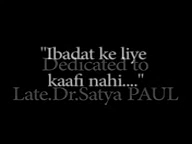 "Ibadat ke liye
Dedicated to
kaafi nahi...."
Late.Dr.Satya PAUL